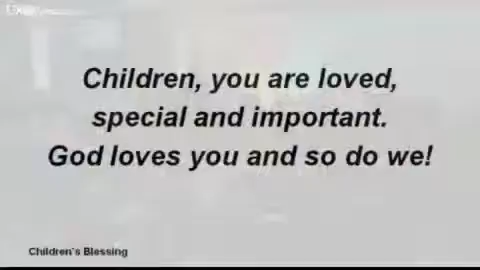 Children, you are loved,
special and important.
God loves you and so do we!
Children's Blessing